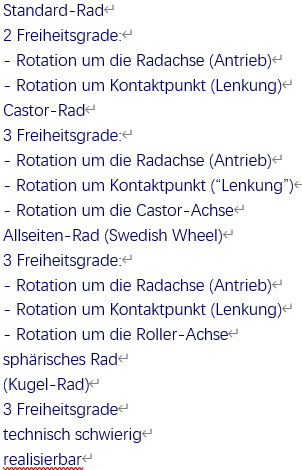 Standard-Rad
2 Freiheitsgrade:
- Rotation um die Radachse (Antrieb)
- Rotation um Kontaktpunkt (Lenkung)
Castor-Rad
3 Freiheitsgrade:
- Rotation um die Radachse (Antrieb)
- Rotation um Kontaktpunkt (“Lenkung”)
- Rotation um die Castor-Achse
Allseiten-Rad (Swedish Wheel)
3 Freiheitsgrade:
- Rotation um die Radachse (Antrieb)
- Rotation um Kontaktpunkt (Lenkung)
- Rotation um die Roller-Achse
sphärisches Rad
(Kugel-Rad)
3 Freiheitsgrade
technisch schwierig
realisierbar